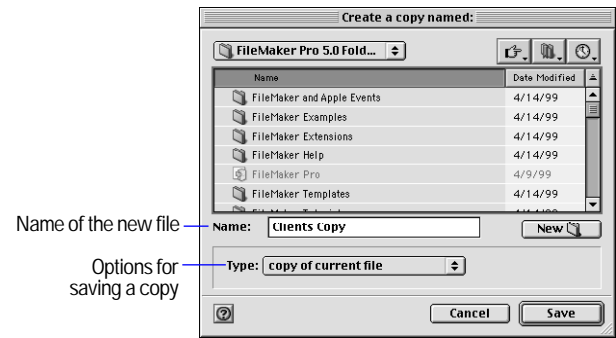 Create a copy named:
FileMaker Pro 5.0 Fold...
Name Date Modified
FileMaker and Apple Events 4/14/99
FileMaker Examples 4/14/99
FileMaker Extensions 4/14/99
FileMaker Help 4/14/99
FileMaker Pro 4/9/99
FileMaker Templates 4/14/99
Name of the new file
Name: Clients Copy New
Options for
saving a copy
Type: copy of current file
? Cancel Save